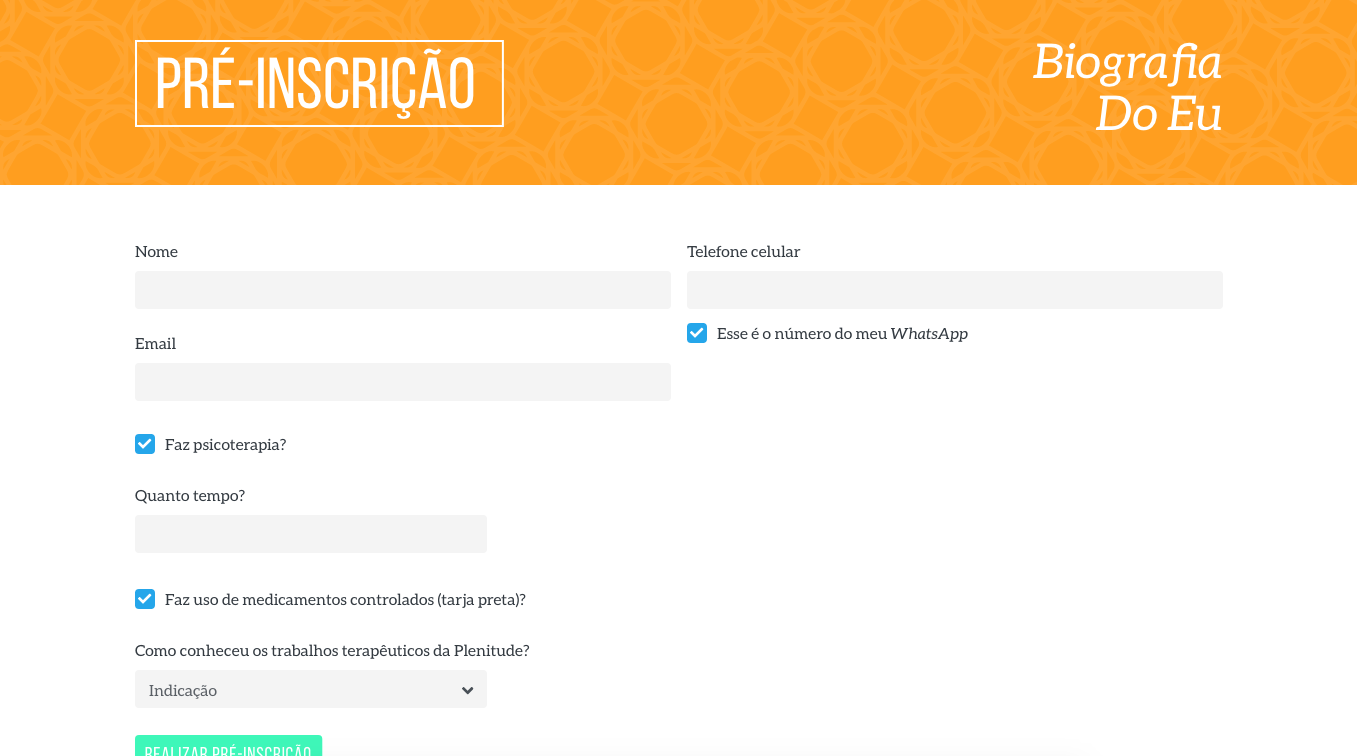 PRÉ-INSCRIÇÃO
Biografia
Do Eu
Nome
Telefone celular
Esse é o número do meu WhatsApp
Email
Faz psicoterapia?
Quanto tempo?
Faz uso de medicamentos controlados (tarja preta)?
Como conheceu os trabalhos terapêuticos da Plenitude?
Indicação
REALIZAR PRÉ-INSCRIÇÃO